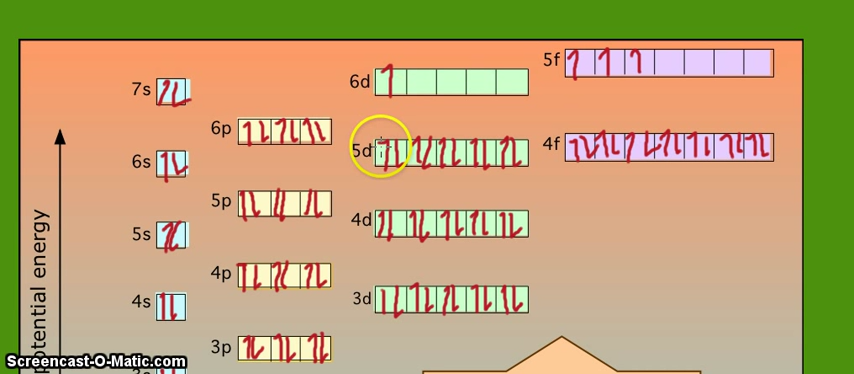 5f
6d
7s
6p
4f
5d
6s
5p
4d
5s
4p
3d
4s
3p
potential energy
Screencast-O-Matic.com